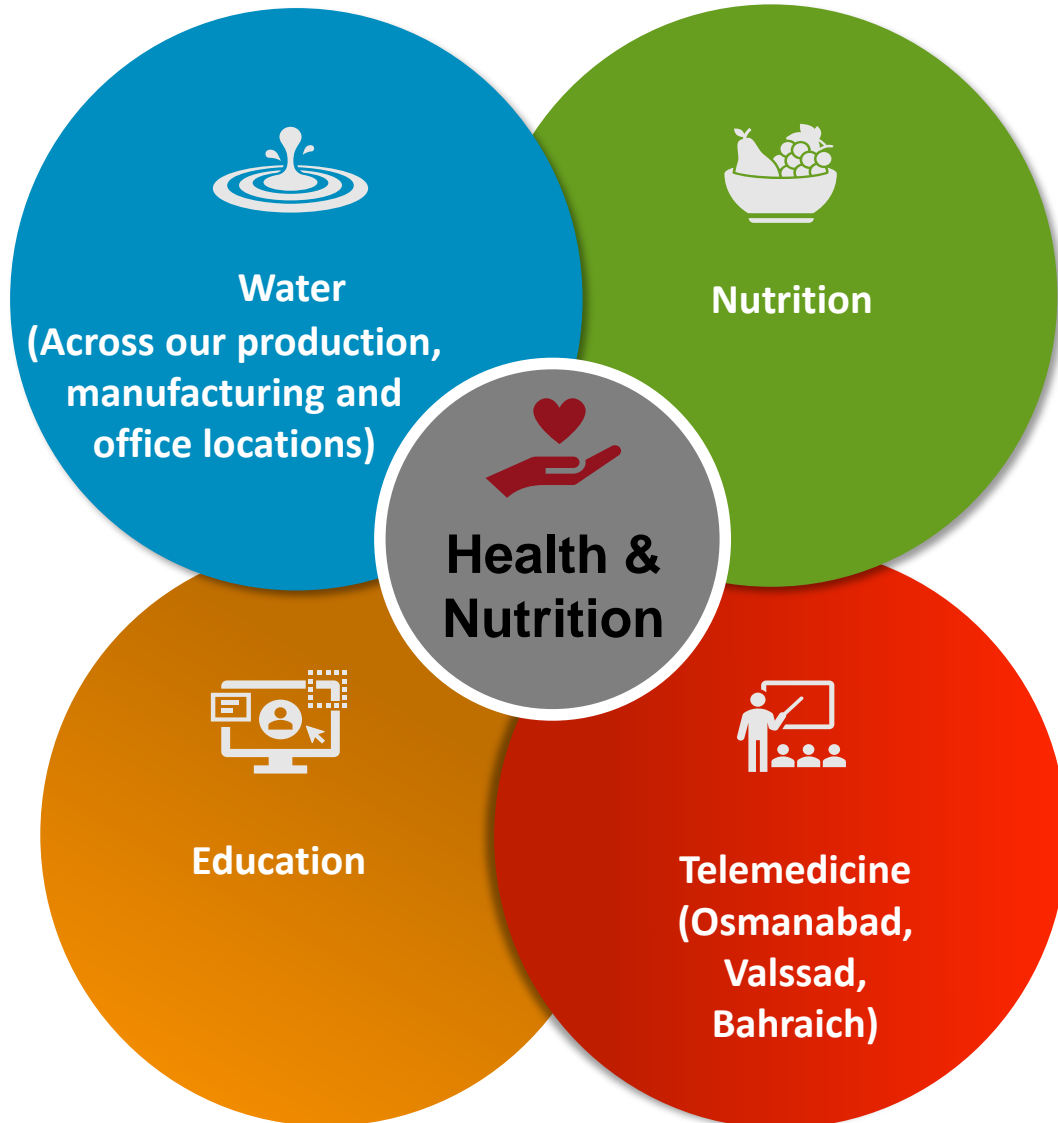 Water
(Across our production,
manufacturing and
office locations)
Nutrition
Health &
Nutrition
Education
Telemedicine
(Osmanabad,
Valssad,
Bahraich)